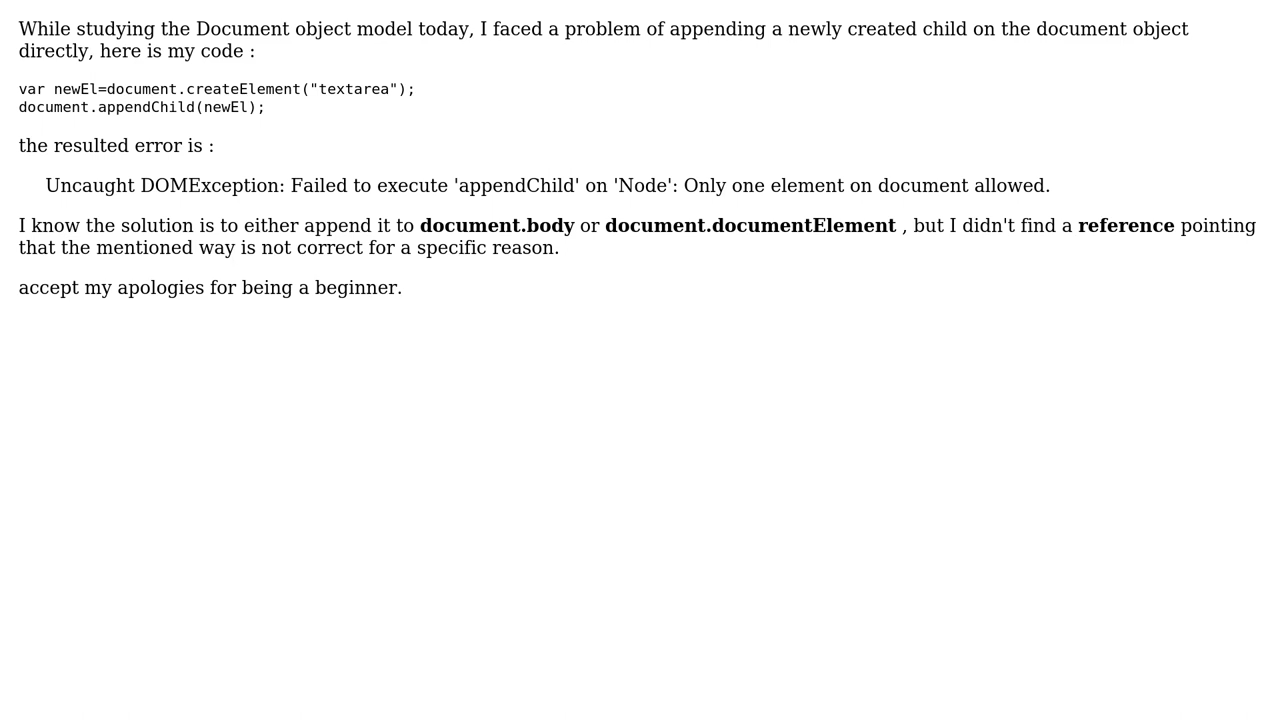 While studying the Document object model today, I faced a problem of appending a newly created child on the document object
directly, here is my code :
var newEl=document.createElement("textarea");
document.appendChild(newEl);
the resulted error is :
Uncaught DOMException: Failed to execute 'appendChild' on 'Node': Only one element on document allowed.
I know the solution is to either append it to document.body or document.documentElement , but I didn't find a reference pointing
that the mentioned way is not correct for a specific reason.
accept my apologies for being a beginner.